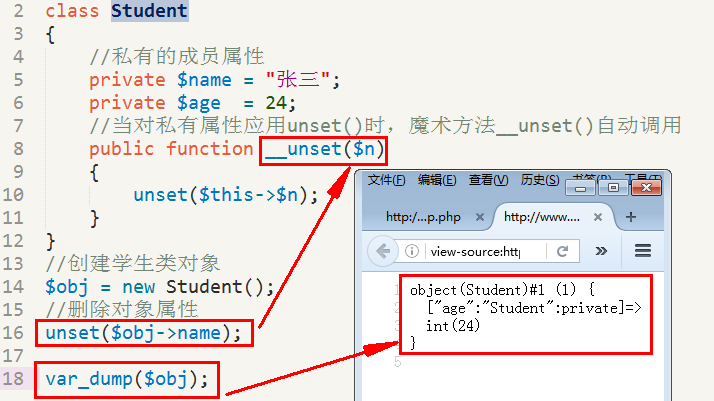 2 class Student
3 {
4 //私有的成员属性
5 private $name = "张三";
6 private $age  = 24;
7 //当对私有属性应用unset()时，魔术方法__unset()自动调用
8 public function __unset($n)
9 {
10 unset($this->$n);
11 }
12 }
13 //创建学生类对象
14 $obj = new Student();
15 //删除对象属性
16 unset($obj->name);
17
18 var_dump($obj);
文件(F) 编辑(E) 查看(V) 历史(S)
http:/...p.php × http://www.... × +
view-source:http
1 object(Student)#1 (1) {
2 ["age":"Student":private]=>
3 int(24)
4 }
5